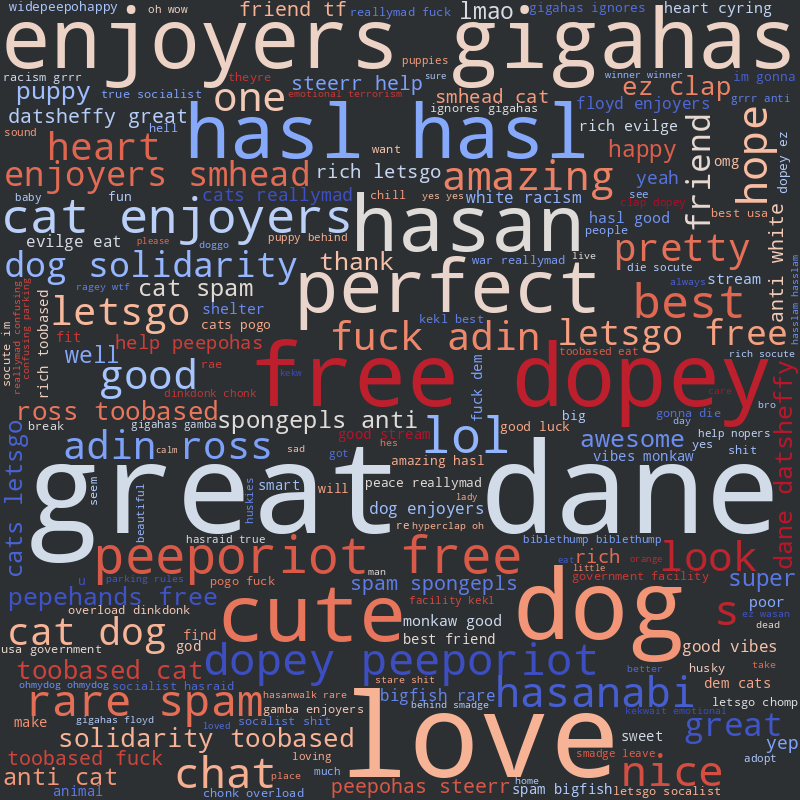 widepeepohappy
oh wow
friend tf
reallymad fuck
lmao
gigahas ignores
heart cyring
enjoyers gigahas
puppies
racism grrr
theyre
steerr help
sure
winner winner
im gonna
puppy
true socialist
one
emotional terrorism
smhead cat
ez clap
floyd enjoyers
grrr anti
datsheffy great
hell
hasl hasl
ignores gigahas
rich evilge
friend
hope
sound
heart
want
happy
omg
dopey ez
enjoyers smhead
rich letsgo
amazing
yeah
baby
fun
cats reallymad
chill
yes yes
white racism
see
clap dopey
best usa
cat enjoyers
hasan
hasl good
people
anti white
evilge eat
please
doggo
puppy behind
live
pretty
dog solidarity
thank
war reallymad
die socute
cat spam
perfect
always
stream
hasslam hasslam
socute im
reallymad confusing
confusing parking
rich toobased
ragey wtf
shelter
letsgo
cats pogo
kekl best
best
fit
help peepohas
fuck adin
letsgo free
well
rae
free dopey
toobased eat
rich socute
good
dinkdonk chonk
kekw
fuck dem
gonna die
care
bro
dane datsheffy
ross toobased
spongepls anti
big
day
break
gigahas gamba
good stream
lol
good luck
help nopers
cats letsgo
adin ross
calm
sad
hes
got
amazing hasl
awesome
yes
shit
vibes monkaw
great dane
seem
beautiful
huskies
smart
will
peace reallymad
lady
dog enjoyers
re
hyperclap oh
hasraid true
biblethump biblethump
peeporiot free
eat
rich
orange
look
man
little
u
parking rules
pogo fuck
spam spongepls
government facility
super
pepehands free
overload dinkdonk
cute
facility kekl
dog
s
poor
ez wasan
cat dog
find
monkaw good
dead
usa government
god
best friend
good vibes
toobased cat
dopey peeporiot
better
husky
take
ohmydog ohmydog
socialist hasraid
stare shit
dem cats
rare spam
hasanwalk rare
bigfish rare
hasanabi
gamba enjoyers
behind smadge
letsgo chomp
make
gigahas floyd
loved
socalist shit
love
kekwait emotional
great
solidarity toobased
sweet
yep
toobased fuck
loving
smadge leave
adopt
anti cat
chat
place
much
nice
animal
chonk overload
peepohas steerr
home
spam bigfish
letsgo socalist